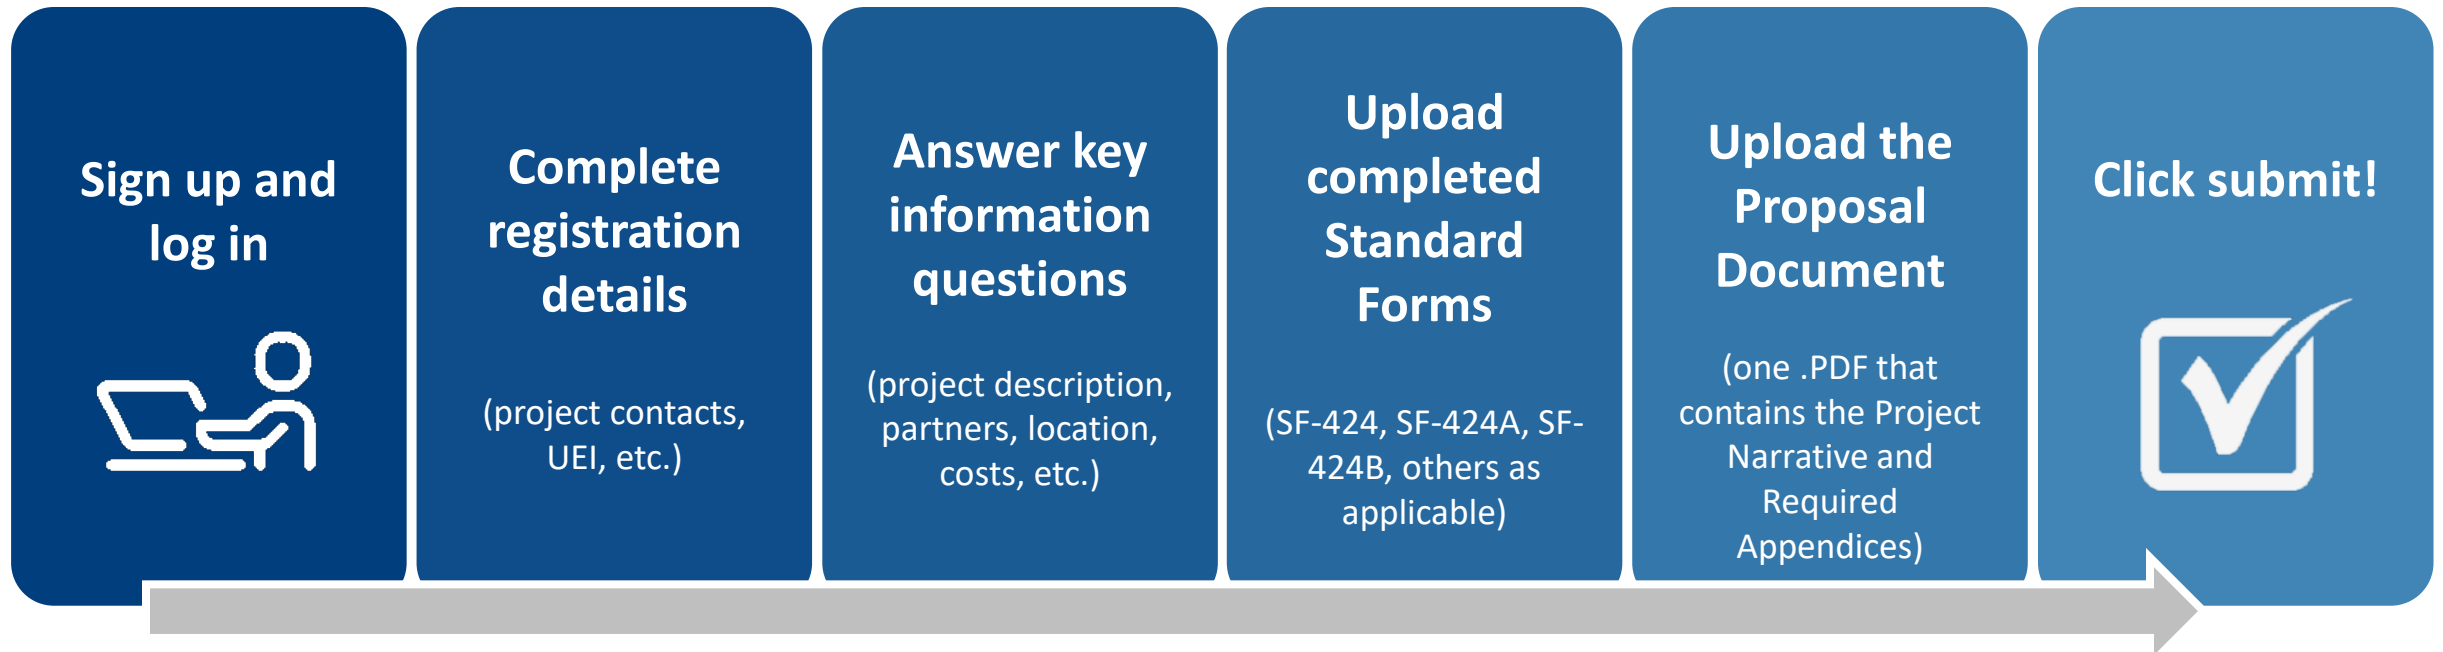 Sign up and
log in
Complete
registration
details
(project contacts,
UEI, etc.)
Answer key
information
questions
(project description,
partners, location,
costs, etc.)
Upload
completed
Standard
Forms
(SF-424, SF-424A, SF-
424B, others as
applicable)
Upload the
Proposal
Document
(one .PDF that
contains the Project
Narrative and
Required
Appendices)
Click submit!